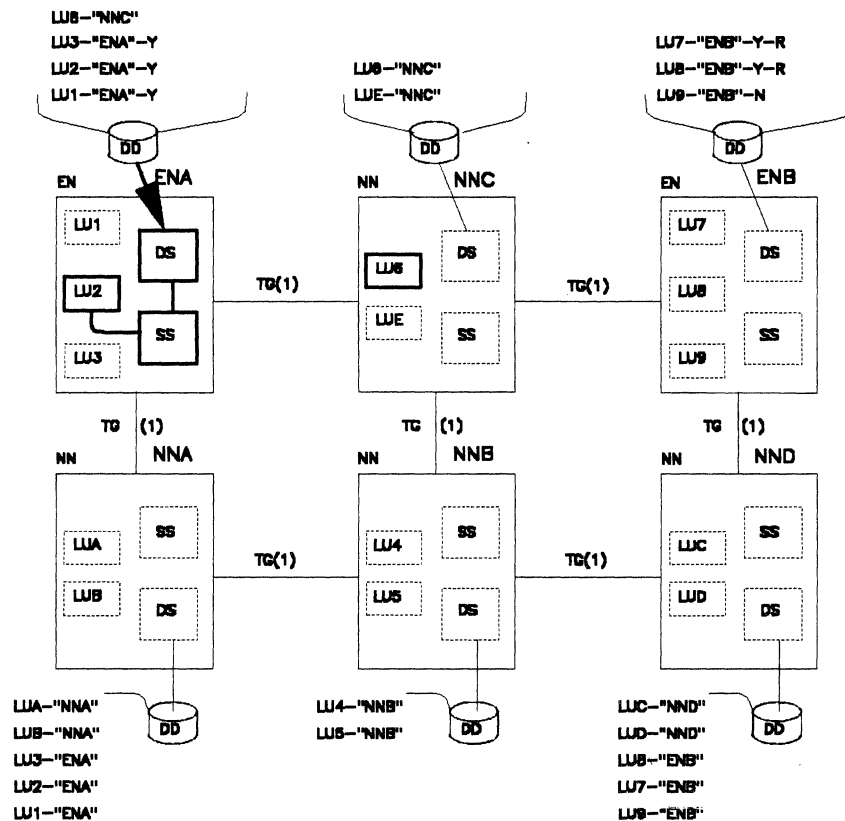 LU6-"NNC"
LU3-"ENA"-Y
LU2-"ENA"-Y
LU1-"ENA"-Y
LU6-"NNC"
LUE-"NNC"
LU7-"ENB"-Y-R
LU8-"ENB"-Y-R
LU9-"ENB"-N
DD
DD
DD
EN
ENA
NN
NNC
EN
ENB
LU1
DS
LU2
SS
LU3
TG(1)
DS
LU6
LUE
SS
TG(1)
LU7
DS
LU8
SS
LU9
TG (1)
TG (1)
TG (1)
NN
NNA
NN
NNB
NN
NND
SS
LUA
LUB
DS
TG(1)
SS
LU4
LU5
DS
TG(1)
SS
LUC
LUD
DS
LUA-"NNA"
LUB-"NNA"
LU3-"ENA"
LU2-"ENA"
LU1-"ENA"
DD
LU4-"NNB"
LU5-"NNB"
DD
LUC-"NND"
LUD-"NND"
LU8-"ENB"
LU7-"ENB"
LU9-"ENB"
DD